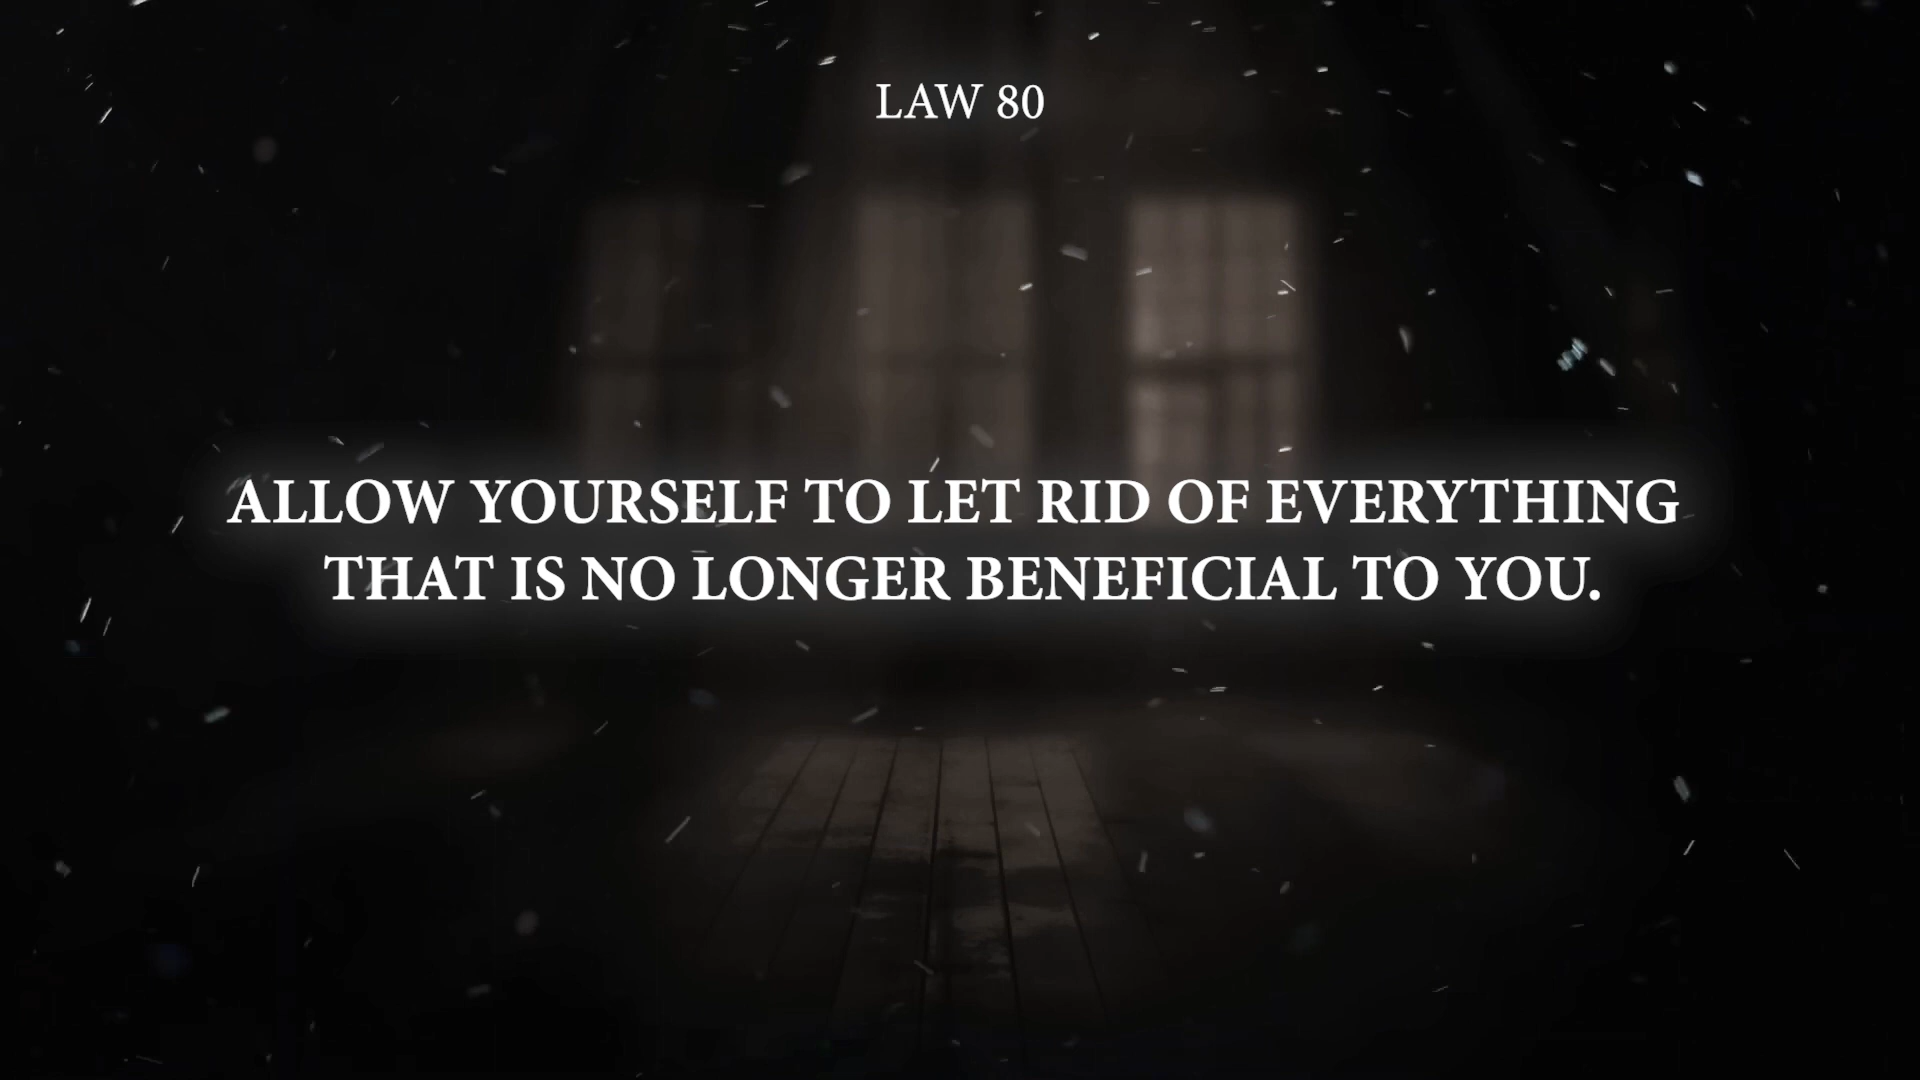 LAW 80
ALLOW YOURSELF TO LET RID OF EVERYTHING
THAT IS NO LONGER BENEFICIAL TO YOU.